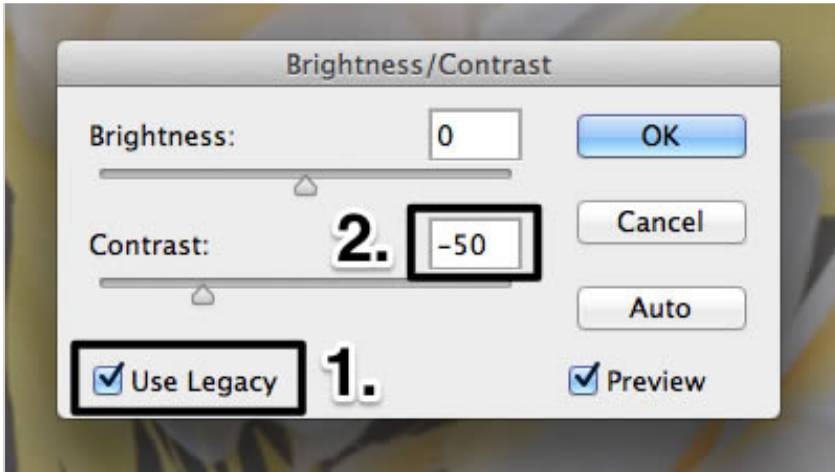 Brightness/Contrast
Brightness: 0 OK
Contrast: 2. -50 Cancel
Auto
Use Legacy 1. Preview